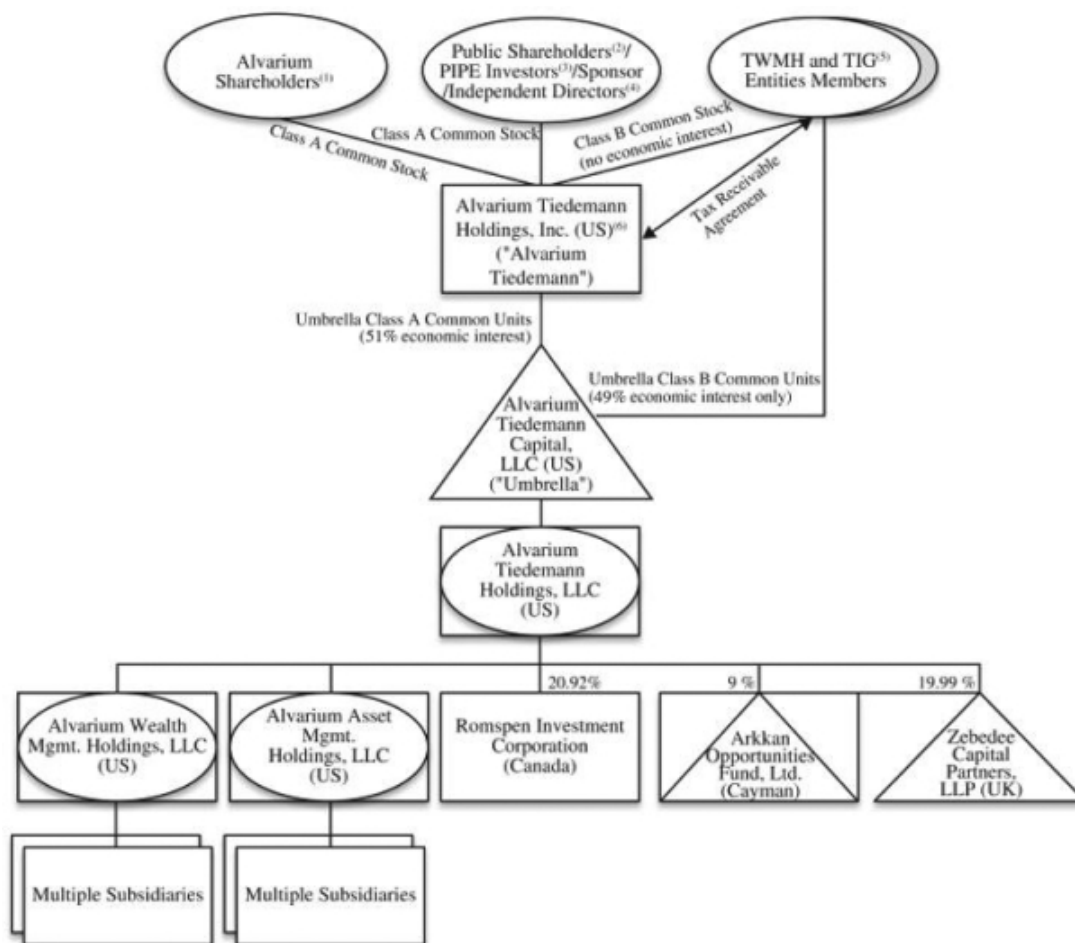 Alvarium
Shareholders(1)
Public Shareholders(2)/
PIPE Investors(3)/Sponsor
/Independent Directors(4)
TWMH and TIG(5)
Entities Members
Class A Common Stock
Class A Common Stock
Class B Common Stock
(no economic interest)
Tax Receivable
Agreement
Alvarium Tiedemann
Holdings, Inc. (US)(6)
("Alvarium
Tiedemann")
Umbrella Class A Common Units
(51% economic interest)
Umbrella Class B Common Units
(49% economic interest only)
Alvarium
Tiedemann
Capital,
LLC (US)
("Umbrella")
Alvarium
Tiedemann
Holdings, LLC
(US)
20.92%
9 %
19.99 %
Alvarium Wealth
Mgmt. Holdings, LLC
(US)
Alvarium Asset
Mgmt.
Holdings, LLC
(US)
Romspen Investment
Corporation
(Canada)
Arkkan
Opportunities
Fund, Ltd.
(Cayman)
Zebedee
Capital
Partners,
LLP (UK)
Multiple Subsidiaries
Multiple Subsidiaries